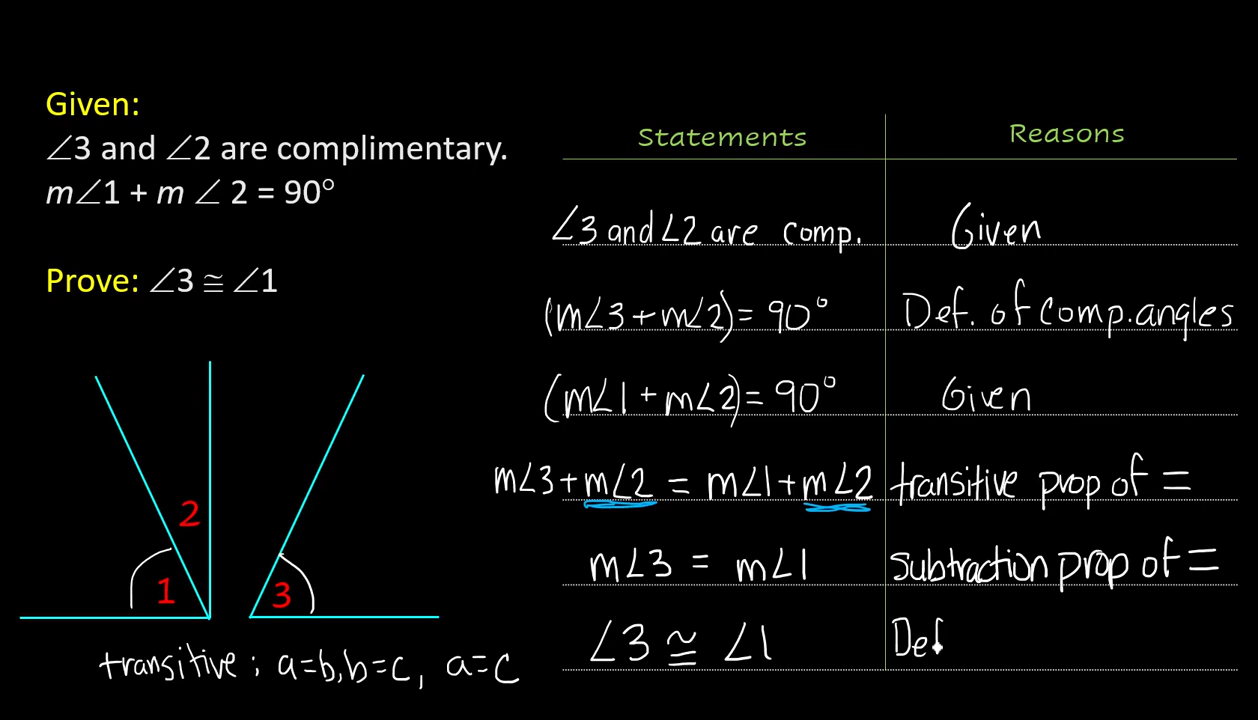 Given:
∠3 and ∠2 are complimentary.
m∠1 + m ∠ 2 = 90°
Prove: ∠3 ≅ ∠1
2
1
3
transitive: a=b, b=c, a=c
Statements Reasons
∠3 and ∠2 are comp. Given
(m∠3+m∠2)= 90° Def. of comp. angles
(m∠1+m∠2)= 90° Given
m∠3+m∠2 = m∠1+m∠2 transitive prop of =
m∠3 = m∠1 subtraction prop of =
∠3 ≅ ∠1 Def